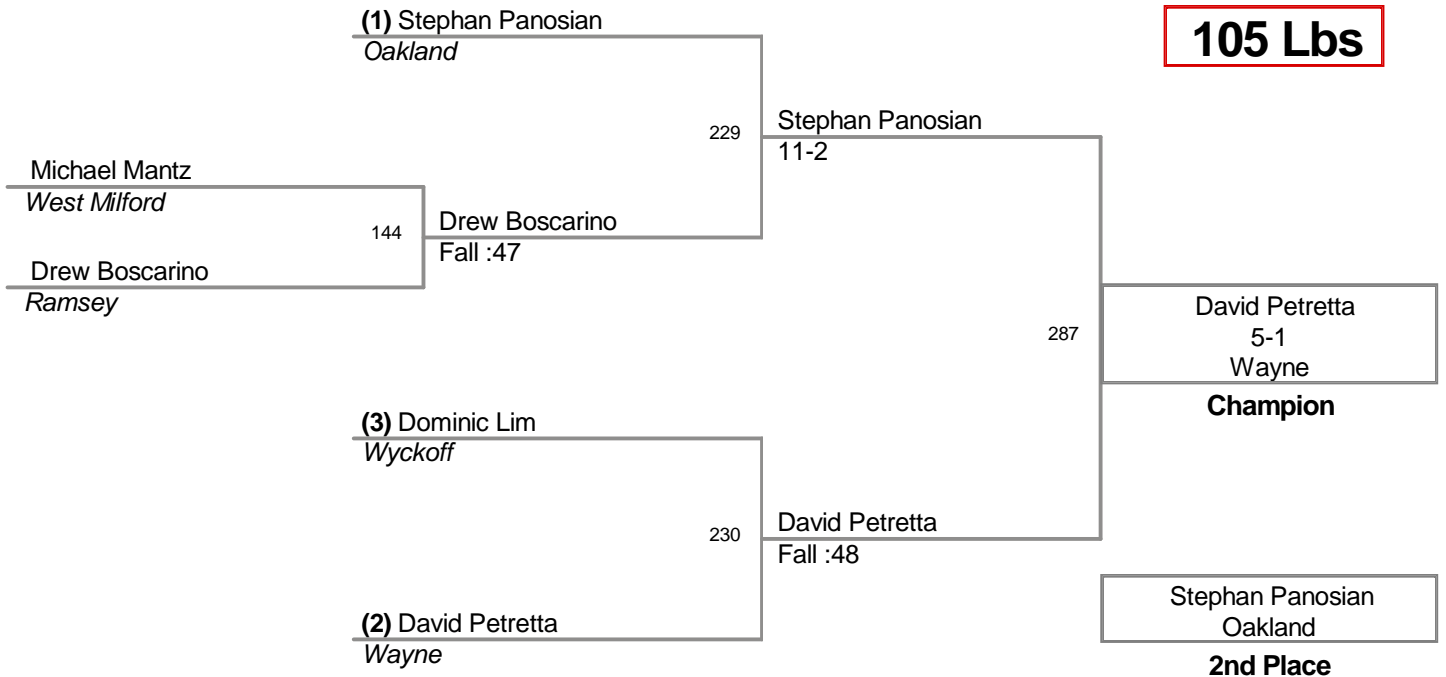 (1) Stephan Panosian
Oakland
105 Lbs
229
Stephan Panosian
11-2
Michael Mantz
West Milford
144
Drew Boscarino
Fall :47
Drew Boscarino
Ramsey
287
David Petretta
5-1
Wayne
Champion
(3) Dominic Lim
Wyckoff
230
David Petretta
Fall :48
(2) David Petretta
Wayne
Stephan Panosian
Oakland
2nd Place